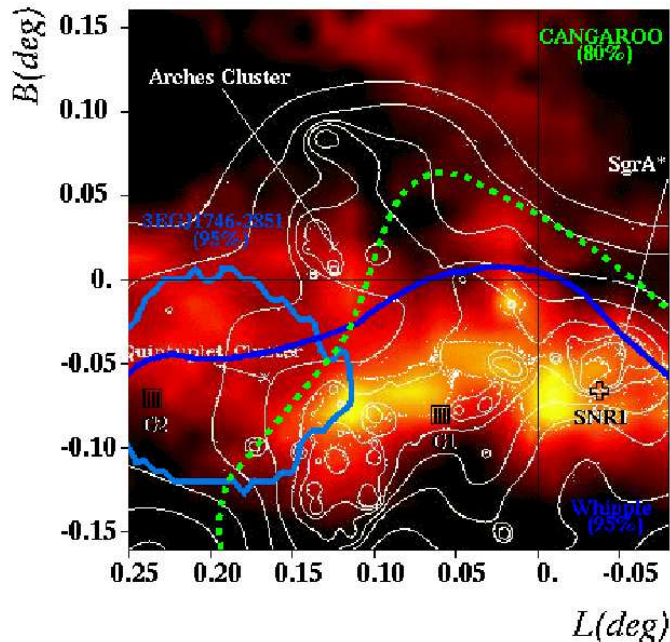 B(deg)
0.15
0.10
0.05
0.
-0.05
-0.10
-0.15
CANGAROO
(80%)
Arches Cluster
SgrA*
3EGJ1746-2851
(95%)
Quintuplet Cluster
G2
G1
SNR1
Whipple
(95%)
0.25
0.20
0.15
0.10
0.05
0.
-0.05
L(deg)